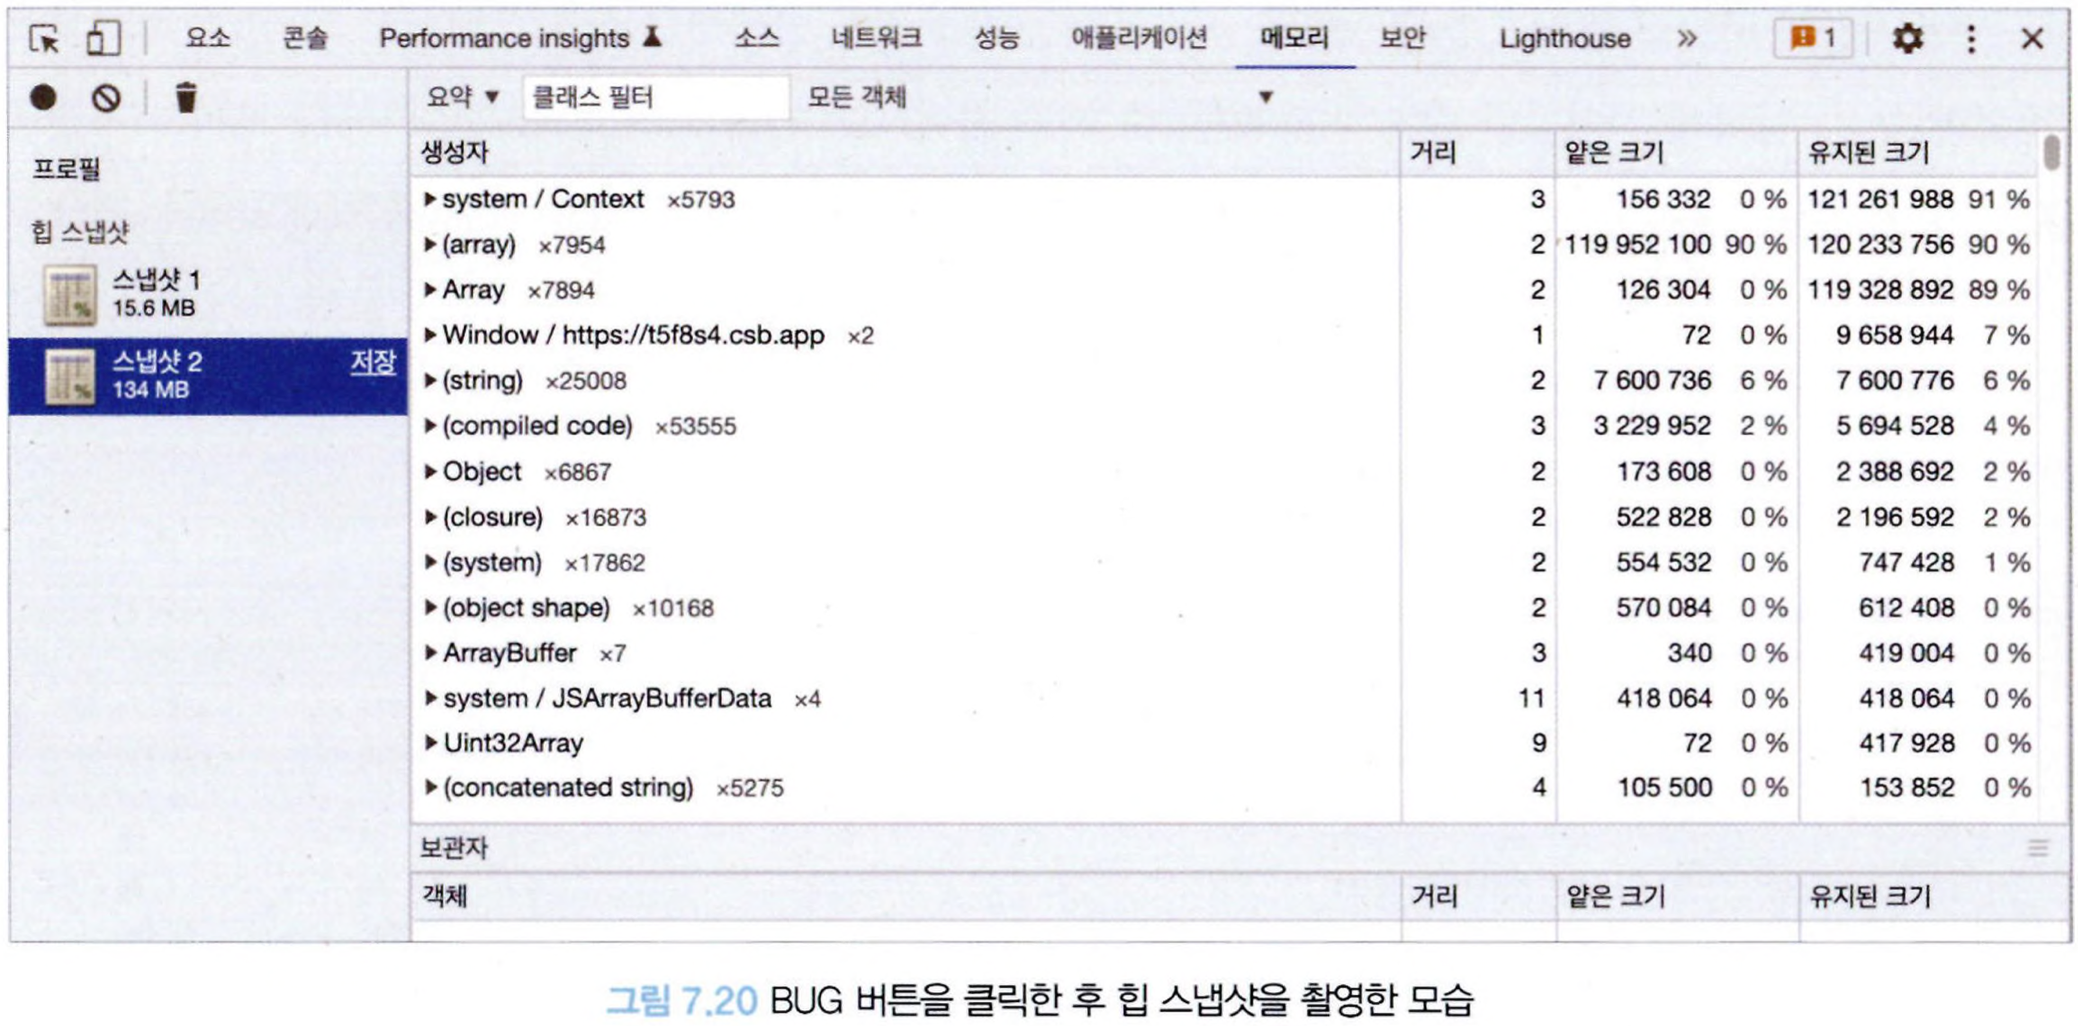 요소 콘솔 Performance insights 소스 네트워크 성능 애플리케이션 메모리 보안 Lighthouse » 1
요약 ▼ 클래스 필터 모든 객체 ▼
프로필
힙 스냅샷
스냅샷 1
15.6 MB
스냅샷 2 저장
134 MB
생성자 거리 얕은 크기 유지된 크기
▶system / Context ×5793 3 156 332 0 % 121 261 988 91 %
▶(array) ×7954 2 119 952 100 90 % 120 233 756 90 %
▶Array ×7894 2 126 304 0 % 119 328 892 89 %
▶Window / https://t5f8s4.csb.app ×2 1 72 0 % 9 658 944 7 %
▶(string) ×25008 2 7 600 736 6 % 7 600 776 6 %
▶(compiled code) ×53555 3 3 229 952 2 % 5 694 528 4 %
▶Object ×6867 2 173 608 0 % 2 388 692 2 %
▶(closure) ×16873 2 522 828 0 % 2 196 592 2 %
▶(system) ×17862 2 554 532 0 % 747 428 1 %
▶(object shape) ×10168 2 570 084 0 % 612 408 0 %
▶ArrayBuffer ×7 3 340 0 % 419 004 0 %
▶system / JSArrayBufferData ×4 11 418 064 0 % 418 064 0 %
▶Uint32Array 9 72 0 % 417 928 0 %
▶(concatenated string) ×5275 4 105 500 0 % 153 852 0 %
보관자
객체 거리 얕은 크기 유지된 크기
그림 7.20 BUG 버튼을 클릭한 후 힙 스냅샷을 촬영한 모습